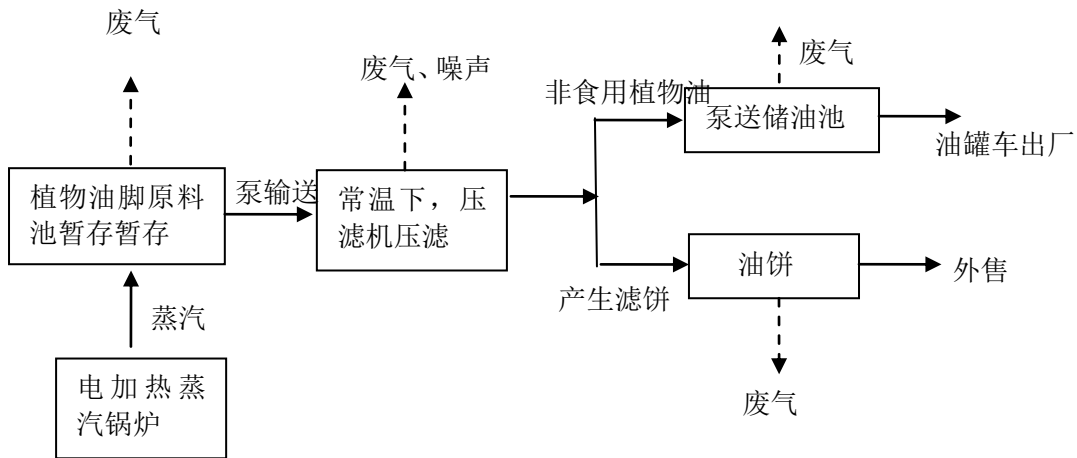 废气
废气
废气、噪声
非食用植物油
泵送储油池
油罐车出厂
植物油脚原料
池暂存暂存
泵输送
常温下，压
滤机压滤
油饼
外售
产生滤饼
蒸汽
电加热蒸
汽锅炉
废气